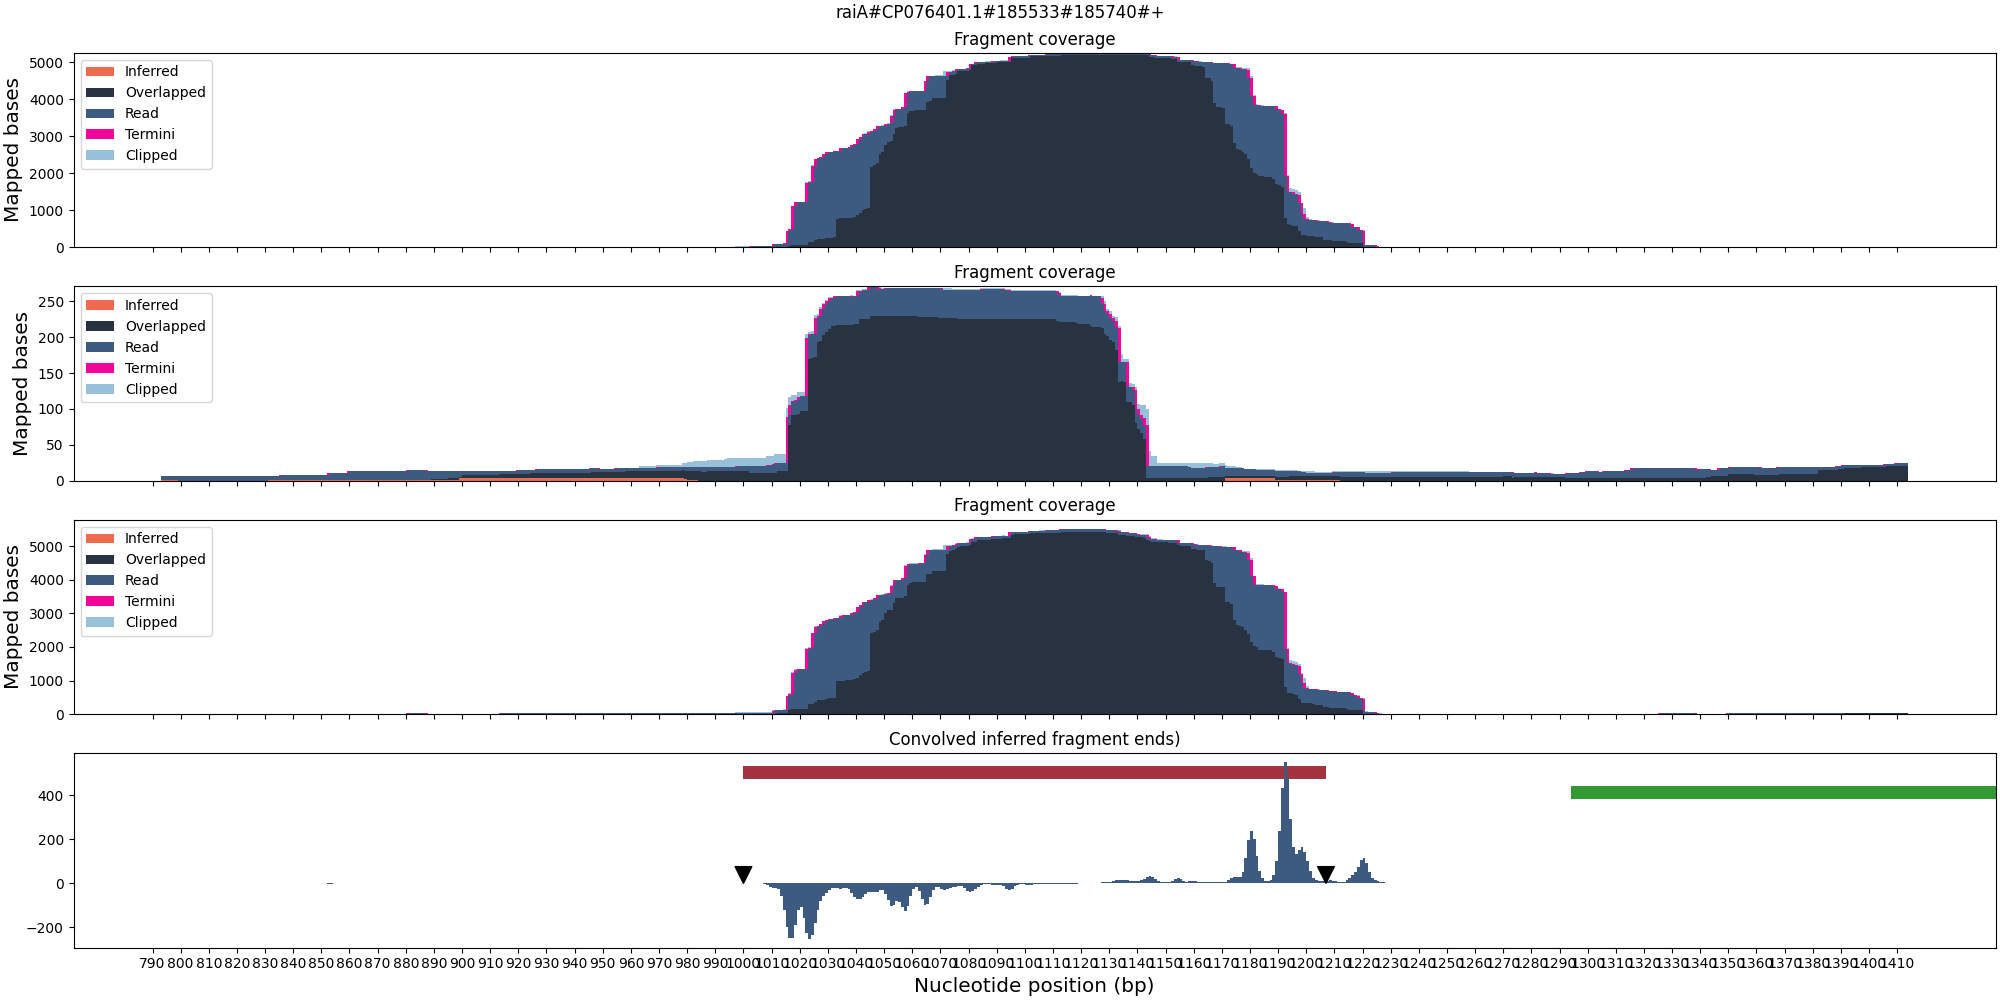 raiA#CP076401.1#185533#185740#+
Fragment coverage
Mapped bases
5000
4000
3000
2000
1000
0
Inferred
Overlapped
Read
Termini
Clipped
Fragment coverage
Mapped bases
250
200
150
100
50
0
Inferred
Overlapped
Read
Termini
Clipped
Fragment coverage
Mapped bases
5000
4000
3000
2000
1000
0
Inferred
Overlapped
Read
Termini
Clipped
Convolved inferred fragment ends)
400
200
0
−200
790 800 810 820 830 840 850 860 870 880 890 900 910 920 930 940 950 960 970 980 990 1000 1010 1020 1030 1040 1050 1060 1070 1080 1090 1100 1110 1120 1130 1140 1150 1160 1170 1180 1190 1200 1210 1220 1230 1240 1250 1260 1270 1280 1290 1300 1310 1320 1330 1340 1350 1360 1370 1380 1390 1400 1410
Nucleotide position (bp)